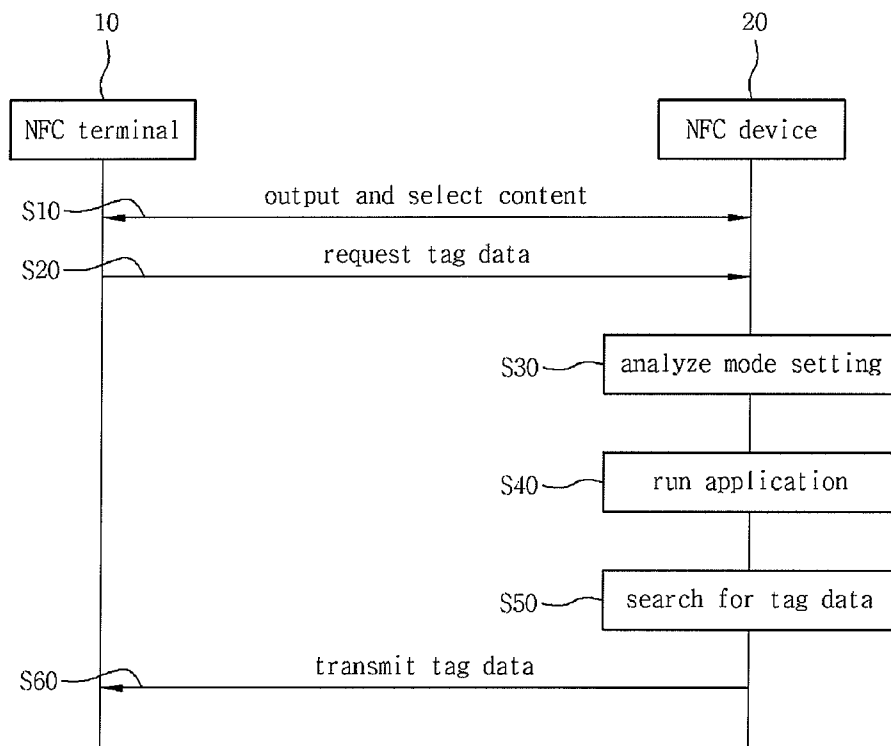 10
20
NFC terminal
NFC device
output and select content
S10
request tag data
S20
S30
analyze mode setting
S40
run application
S50
search for tag data
transmit tag data
S60